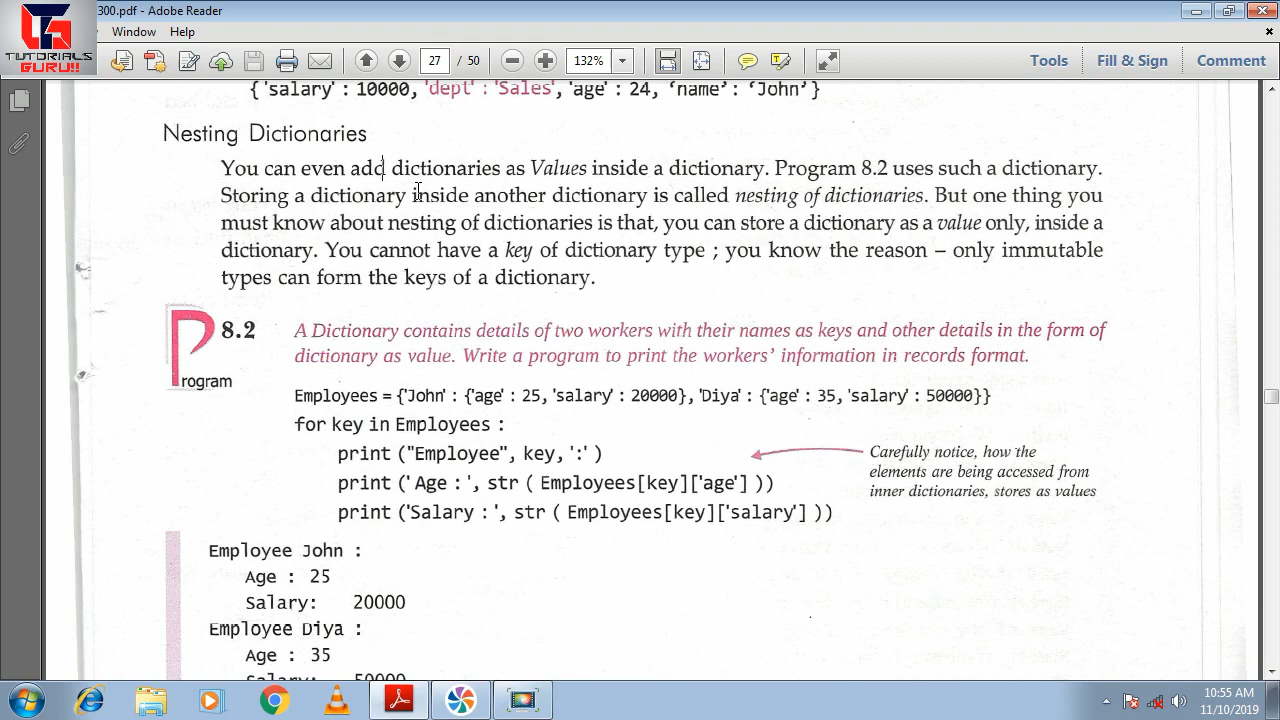 300.pdf - Adobe Reader
TUTORIALS
GURU!!
Window Help
27 / 50 132% Tools Fill & Sign Comment
{ 'salary' : 10000, 'dept' : 'Sales', 'age' : 24, 'name' : 'John' }
Nesting Dictionaries
You can even add dictionaries as Values inside a dictionary. Program 8.2 uses such a dictionary.
Storing a dictionary inside another dictionary is called nesting of dictionaries. But one thing you
must know about nesting of dictionaries is that, you can store a dictionary as a value only, inside a
dictionary. You cannot have a key of dictionary type ; you know the reason – only immutable
types can form the keys of a dictionary.
Program 8.2 A Dictionary contains details of two workers with their names as keys and other details in the form of
dictionary as value. Write a program to print the workers' information in records format.
Employees = {'John' : {'age' : 25, 'salary' : 20000}, 'Diya' : {'age' : 35, 'salary' : 50000}}
for key in Employees :
print ("Employee", key, ':' )
print (' Age : ', str ( Employees[key]['age'] ))
print ('Salary : ', str ( Employees[key]['salary'] ))
Carefully notice, how the
elements are being accessed from
inner dictionaries, stores as values
Employee John :
Age : 25
Salary: 20000
Employee Diya :
Age : 35
10:55 AM
11/10/2019